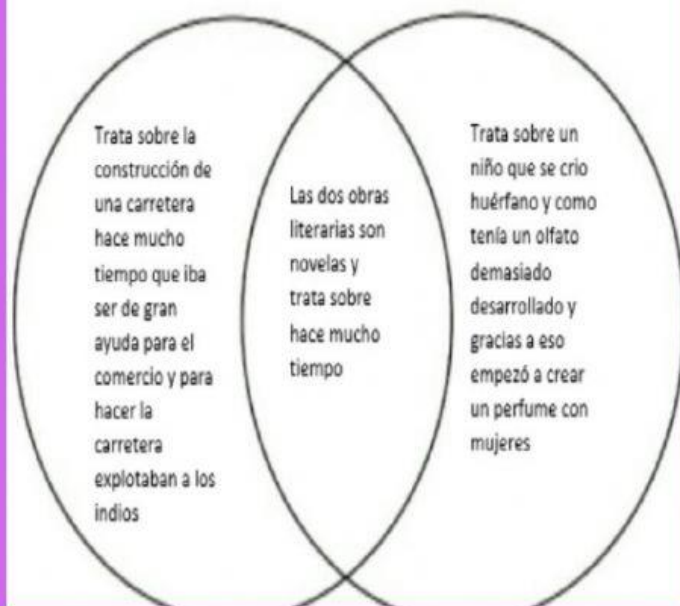 Trata sobre la
construcción de
una carretera
hace mucho
tiempo que iba
ser de gran
ayuda para el
comercio y para
hacer la
carretera
explotaban a los
indios
Las dos obras
literarias son
novelas y
trata sobre
hace mucho
tiempo
Trata sobre un
niño que se crio
huérfano y como
tenía un olfato
demasiado
desarrollado y
gracias a eso
empezó a crear
un perfume con
mujeres